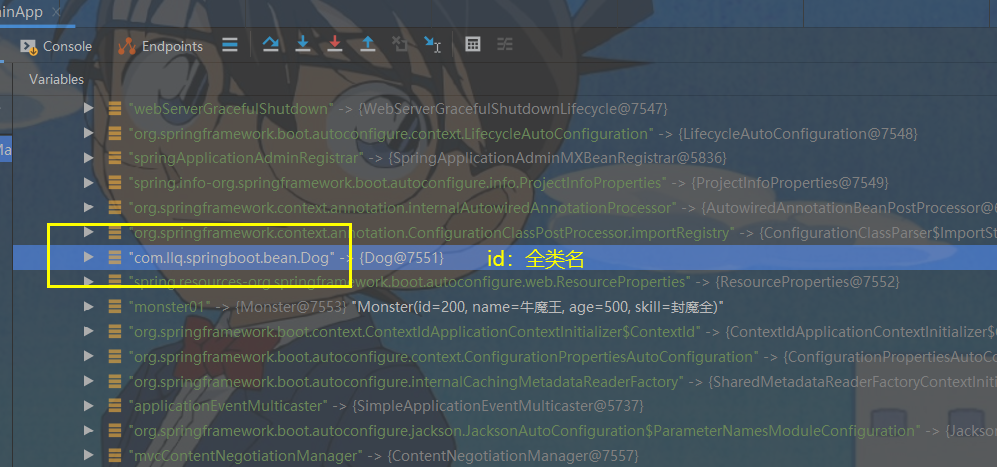 inApp ×
Console Endpoints
Variables
"webServerGracefulShutdown" -> {WebServerGracefulShutdownLifecycle@7547}
"org.springframework.boot.autoconfigure.context.LifecycleAutoConfiguration" -> {LifecycleAutoConfiguration@7548}
"springApplicationAdminRegistrar" -> {SpringApplicationAdminMXBeanRegistrar@5836}
"spring.info-org.springframework.boot.autoconfigure.info.ProjectInfoProperties" -> {ProjectInfoProperties@7549}
Ma
"org.springframework.context.annotation.internalAutowiredAnnotationProcessor" -> {AutowiredAnnotationBeanPostProcessor@6
"org.springframework.context.annotation.ConfigurationClassPostProcessor.importRegistry" -> {ConfigurationClassParser$ImportSt
"com.llq.springboot.bean.Dog" -> {Dog@7551} id：全类名
"spring.resources-org.springframework.boot.autoconfigure.web.ResourceProperties" -> {ResourceProperties@7552}
"monster01" -> {Monster@7553} "Monster(id=200, name=牛魔王, age=500, skill=封魔全)"
"org.springframework.boot.context.ContextIdApplicationContextInitializer$ContextId" -> {ContextIdApplicationContextInitializer$C
"org.springframework.boot.autoconfigure.context.ConfigurationPropertiesAutoConfiguration" -> {ConfigurationPropertiesAutoCo
"org.springframework.boot.autoconfigure.internalCachingMetadataReaderFactory" -> {SharedMetadataReaderFactoryContextIniti
"applicationEventMulticaster" -> {SimpleApplicationEventMulticaster@5737}
"org.springframework.boot.autoconfigure.jackson.JacksonAutoConfiguration$ParameterNamesModuleConfiguration" -> {Jackson
"mvcContentNegotiationManager" -> {ContentNegotiationManager@7557}